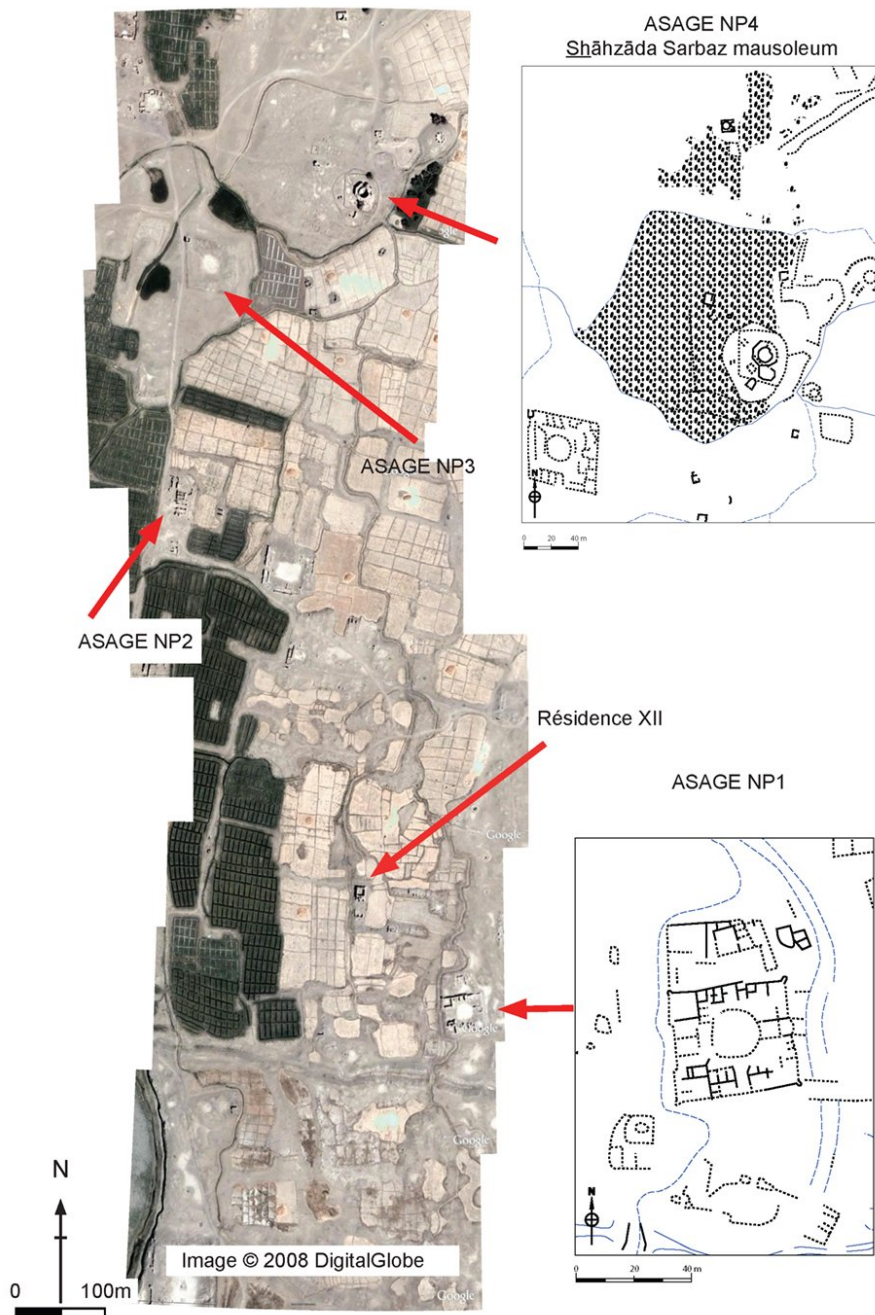 ASAGE NP4
Shāhzāda Sarbaz mausoleum
N
0 20 40 m
ASAGE NP3
ASAGE NP2
Résidence XII
Google
ASAGE NP1
Google
Google
N
0 20 40 m
N
Image © 2008 DigitalGlobe
0 100m
Google